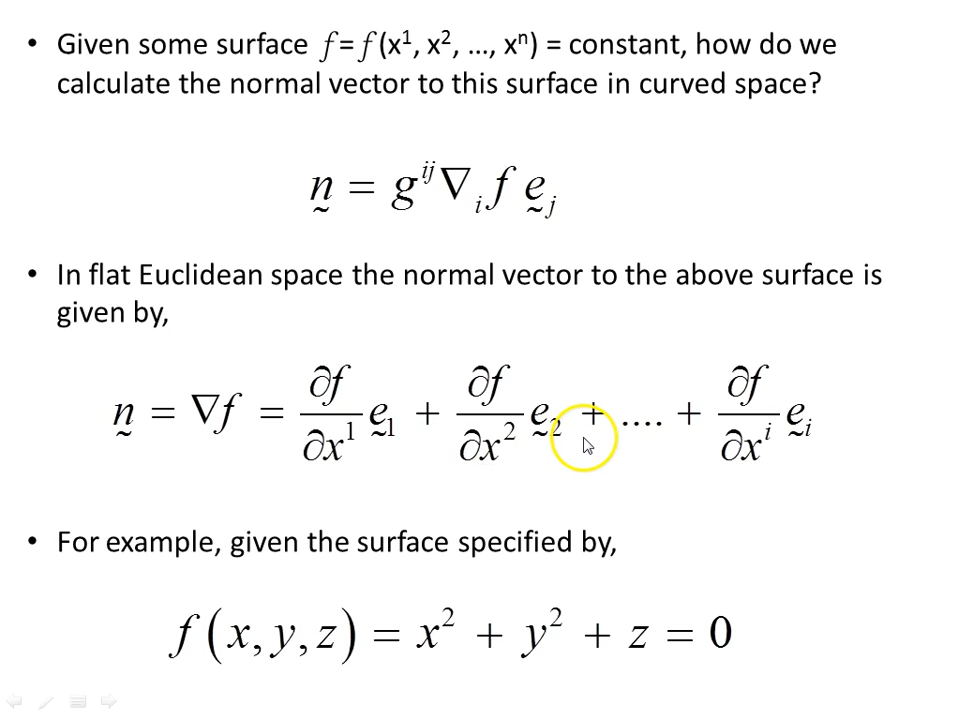 • Given some surface f = f (x¹, x², ..., xⁿ) = constant, how do we
calculate the normal vector to this surface in curved space?
n = g^{ij} ∇_i f e_j
• In flat Euclidean space the normal vector to the above surface is
given by,
n = ∇f = ∂f/∂x¹ e₁ + ∂f/∂x² e₂ + .... + ∂f/∂xⁱ e_i
• For example, given the surface specified by,
f(x, y, z) = x² + y² + z = 0